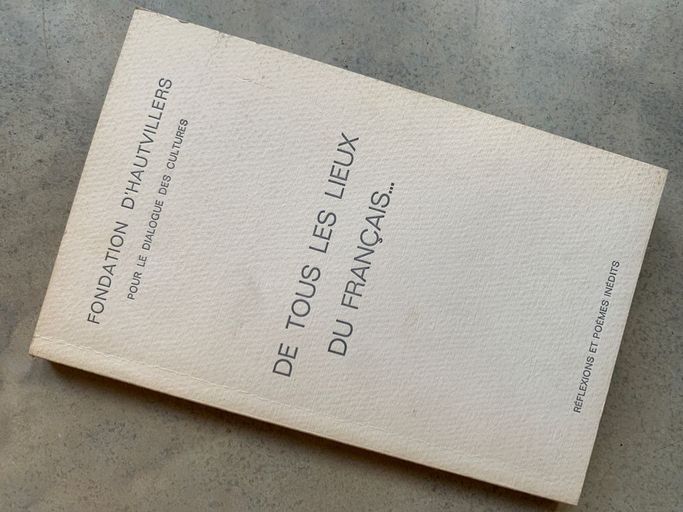 FONDATION D'HAUTVILLERS
POUR LE DIALOGUE DES CULTURES
DE TOUS LES LIEUX
DU FRANÇAIS...
RÉFLEXIONS ET POÈMES INÉDITS